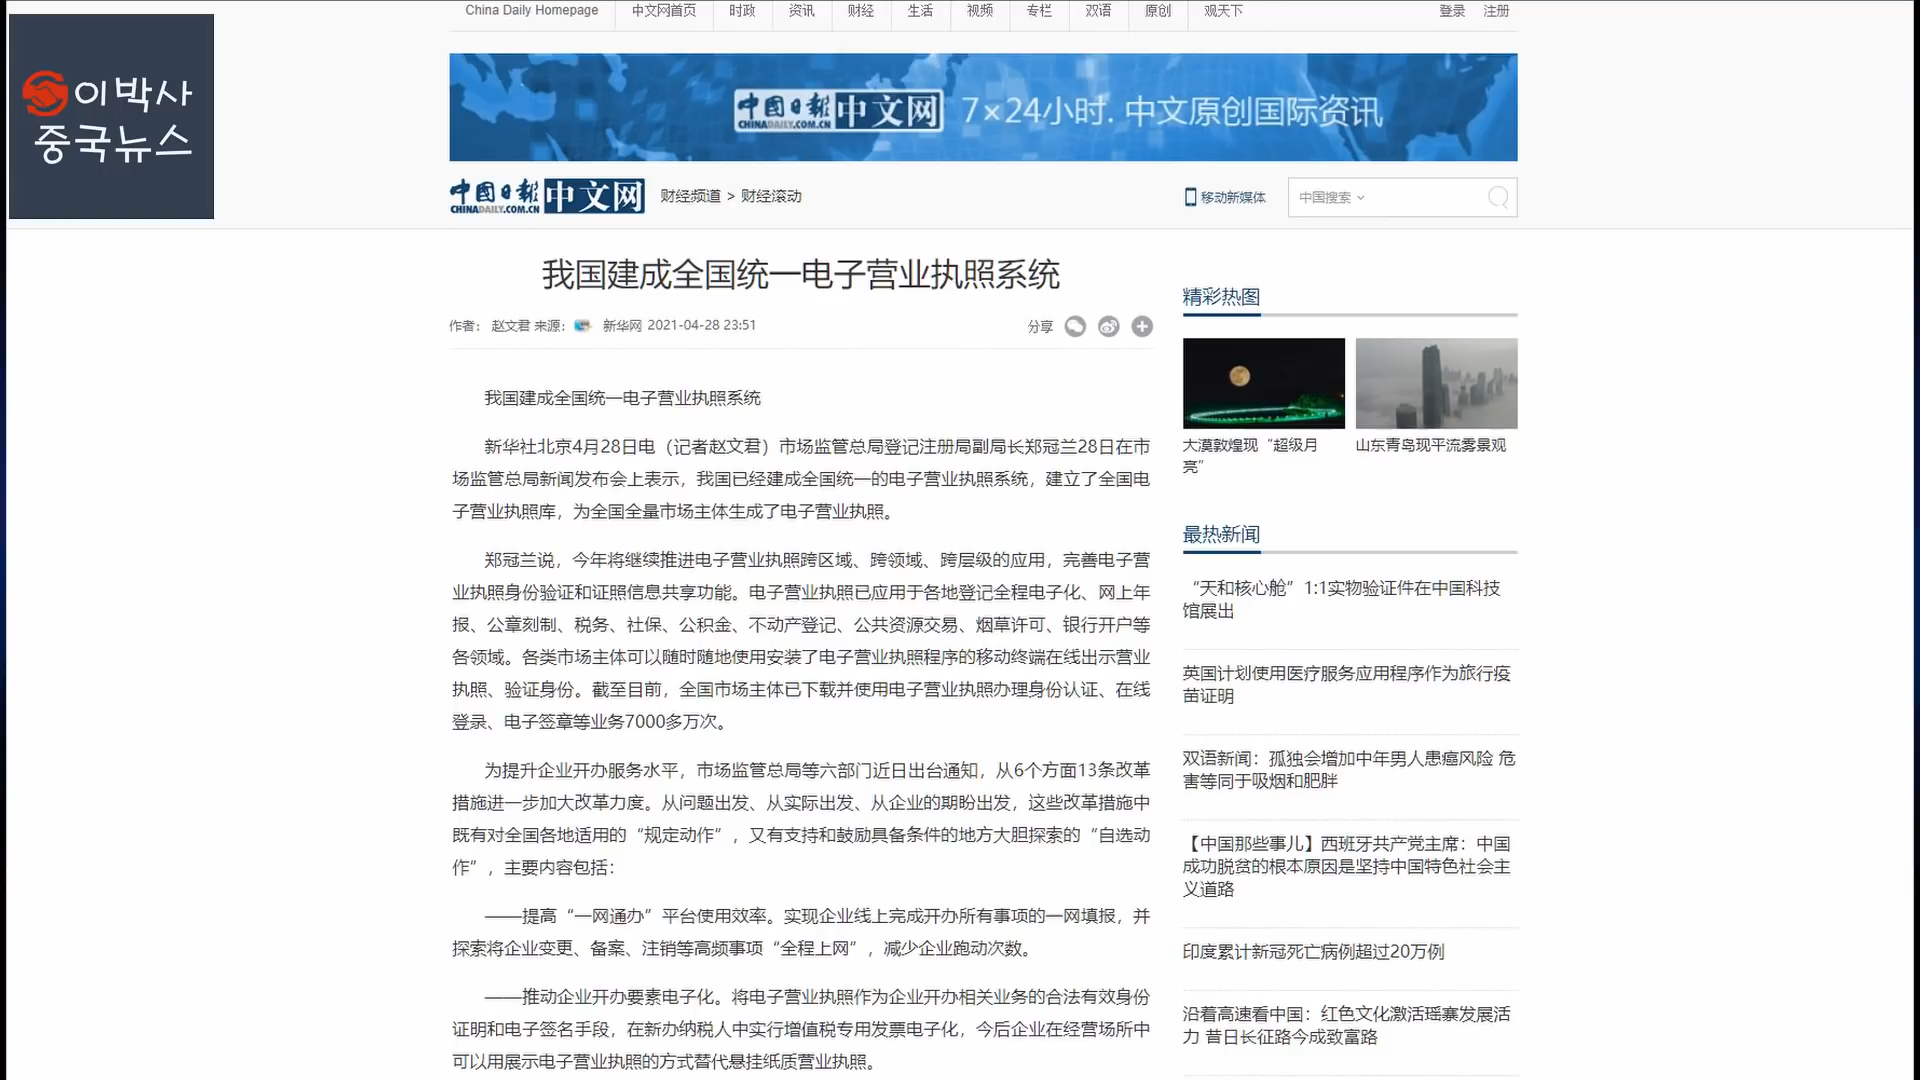 China Daily Homepage 中文网首页 时政 资讯 财经 生活 视频 专栏 双语 原创 观天下 登录 注册
이박사
중국뉴스
中国日报 中文网 7×24小时. 中文原创国际资讯
CHINADAILY.COM.CN
中国日报 中文网 财经频道 > 财经滚动 移动新媒体 中国搜索
CHINADAILY.COM.CN
我国建成全国统一电子营业执照系统
作者： 赵文君 来源： 新华网 2021-04-28 23:51 分享
我国建成全国统一电子营业执照系统
新华社北京4月28日电（记者赵文君）市场监管总局登记注册局副局长郑冠兰28日在市
场监管总局新闻发布会上表示，我国已经建成全国统一的电子营业执照系统，建立了全国电
子营业执照库，为全国全量市场主体生成了电子营业执照。
郑冠兰说，今年将继续推进电子营业执照跨区域、跨领域、跨层级的应用，完善电子营
业执照身份验证和证照信息共享功能。电子营业执照已应用于各地登记全程电子化、网上年
报、公章刻制、税务、社保、公积金、不动产登记、公共资源交易、烟草许可、银行开户等
各领域。各类市场主体可以随时随地使用安装了电子营业执照程序的移动终端在线出示营业
执照、验证身份。截至目前，全国市场主体已下载并使用电子营业执照办理身份认证、在线
登录、电子签章等业务7000多万次。
为提升企业开办服务水平，市场监管总局等六部门近日出台通知，从6个方面13条改革
措施进一步加大改革力度。从问题出发、从实际出发、从企业的期盼出发，这些改革措施中
既有对全国各地适用的“规定动作”，又有支持和鼓励具备条件的地方大胆探索的“自选动
作”，主要内容包括：
——提高“一网通办”平台使用效率。实现企业线上完成开办所有事项的一网填报，并
探索将企业变更、备案、注销等高频事项“全程上网”，减少企业跑动次数。
——推动企业开办要素电子化。将电子营业执照作为企业开办相关业务的合法有效身份
证明和电子签名手段，在新办纳税人中实行增值税专用发票电子化，今后企业在经营场所中
可以用展示电子营业执照的方式替代悬挂纸质营业执照。
精彩热图
大漠敦煌现“超级月
亮”
山东青岛现平流雾景观
最热新闻
“天和核心舱”1:1实物验证件在中国科技
馆展出
英国计划使用医疗服务应用程序作为旅行疫
苗证明
双语新闻：孤独会增加中年男人患癌风险 危
害等同于吸烟和肥胖
【中国那些事儿】西班牙共产党主席：中国
成功脱贫的根本原因是坚持中国特色社会主
义道路
印度累计新冠死亡病例超过20万例
沿着高速看中国：红色文化激活瑶寨发展活
力 昔日长征路今成致富路